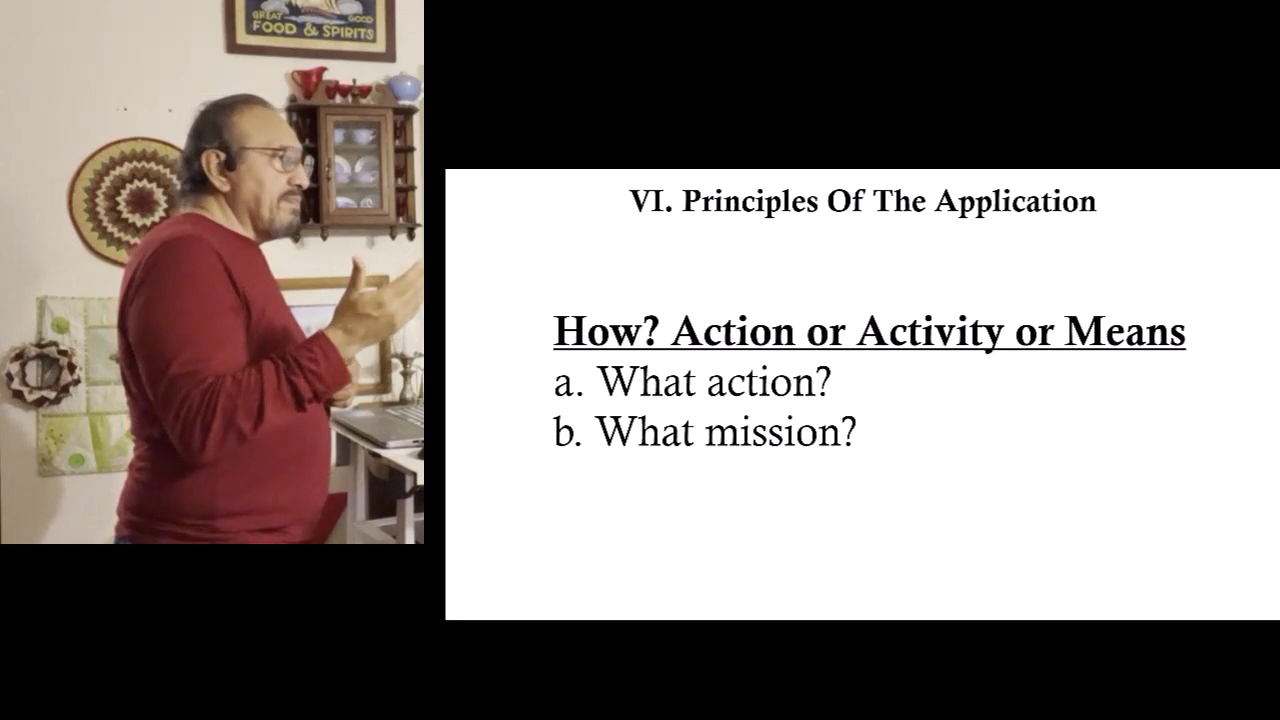 GREAT GOOD
FOOD & SPIRITS
VI. Principles Of The Application
How? Action or Activity or Means
a. What action?
b. What mission?